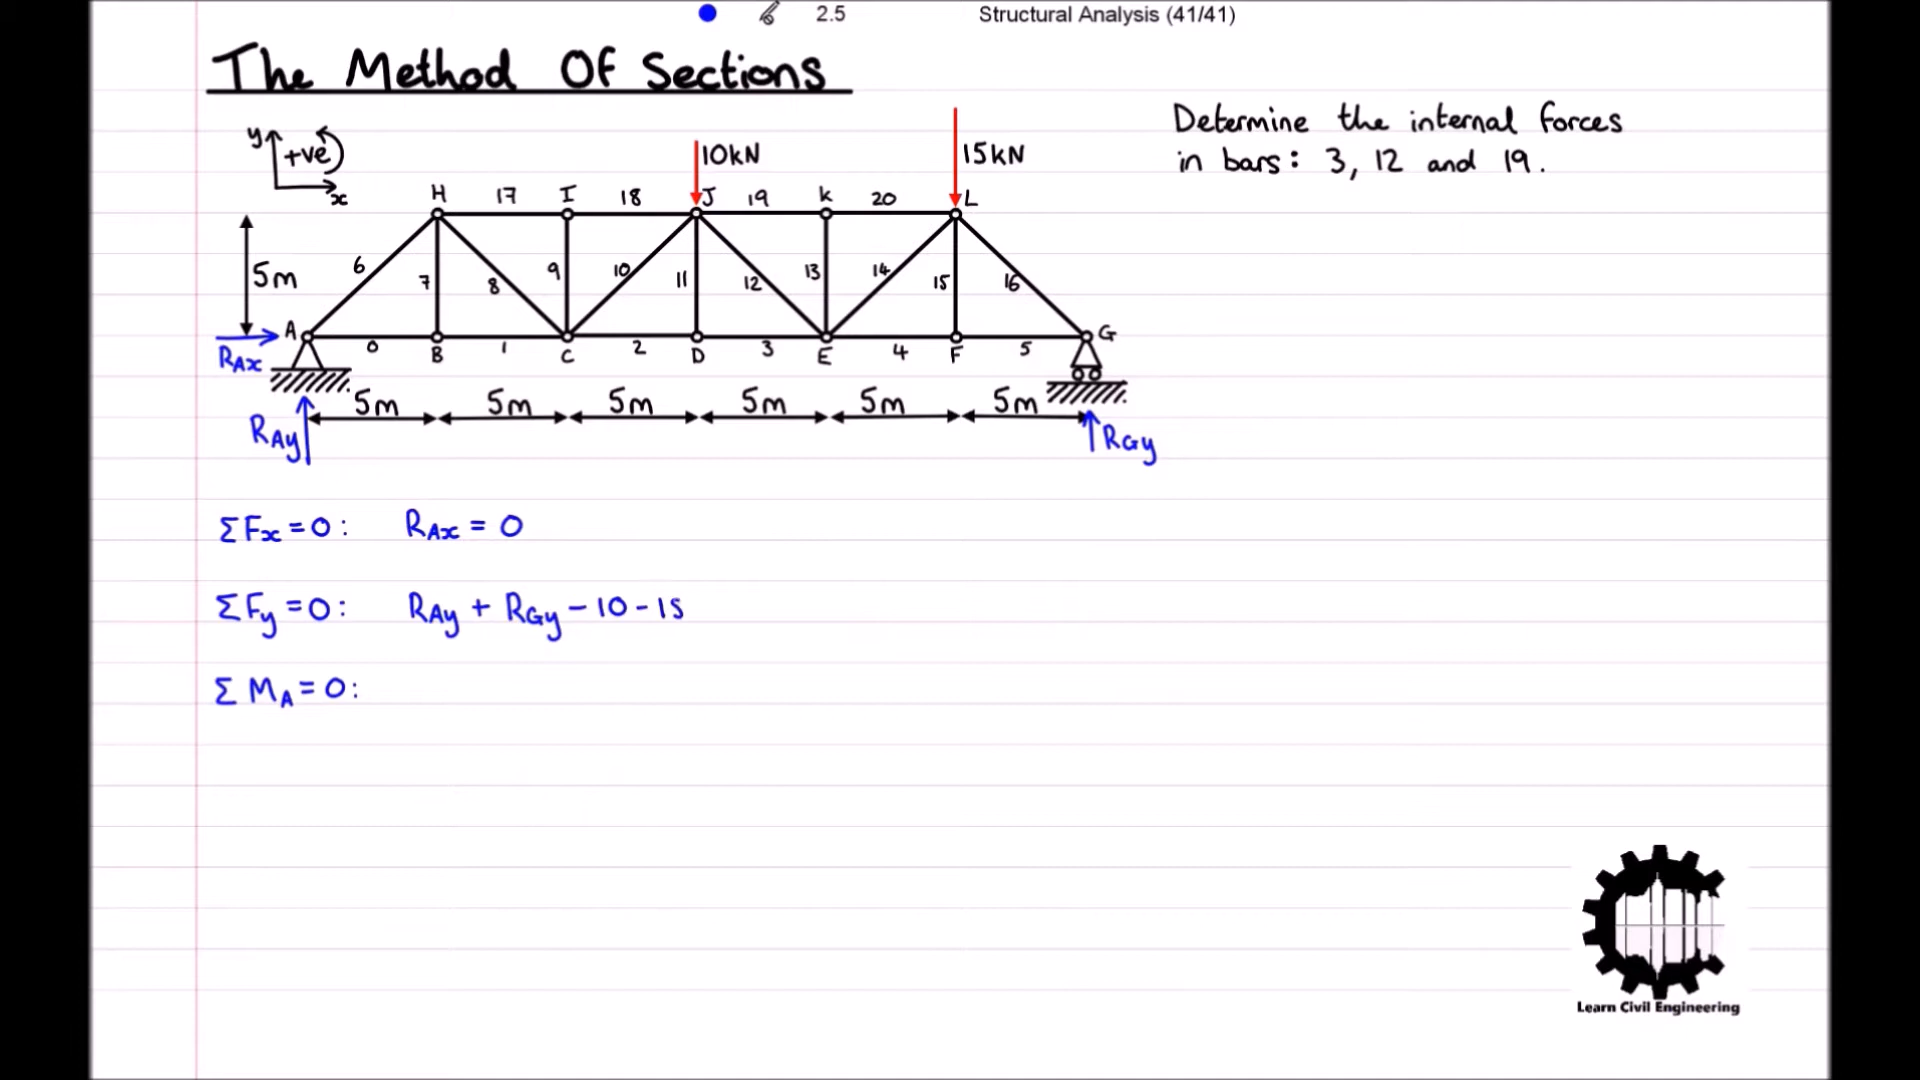 2.5 Structural Analysis (41/41)
The Method Of Sections
Determine the internal forces
in bars: 3, 12 and 19.
y +ve x
10kN 15kN
H 17 I 18 J 19 K 20 L
5m 6 7 8 9 10 11 12 13 14 15 16
A 0 B 1 C 2 D 3 E 4 F 5 G
RAx
5m 5m 5m 5m 5m 5m
RAy RGy
ΣFx=0: RAx = 0
ΣFy=0: RAy + RGy - 10 - 15
ΣMA=0:
Learn Civil Engineering